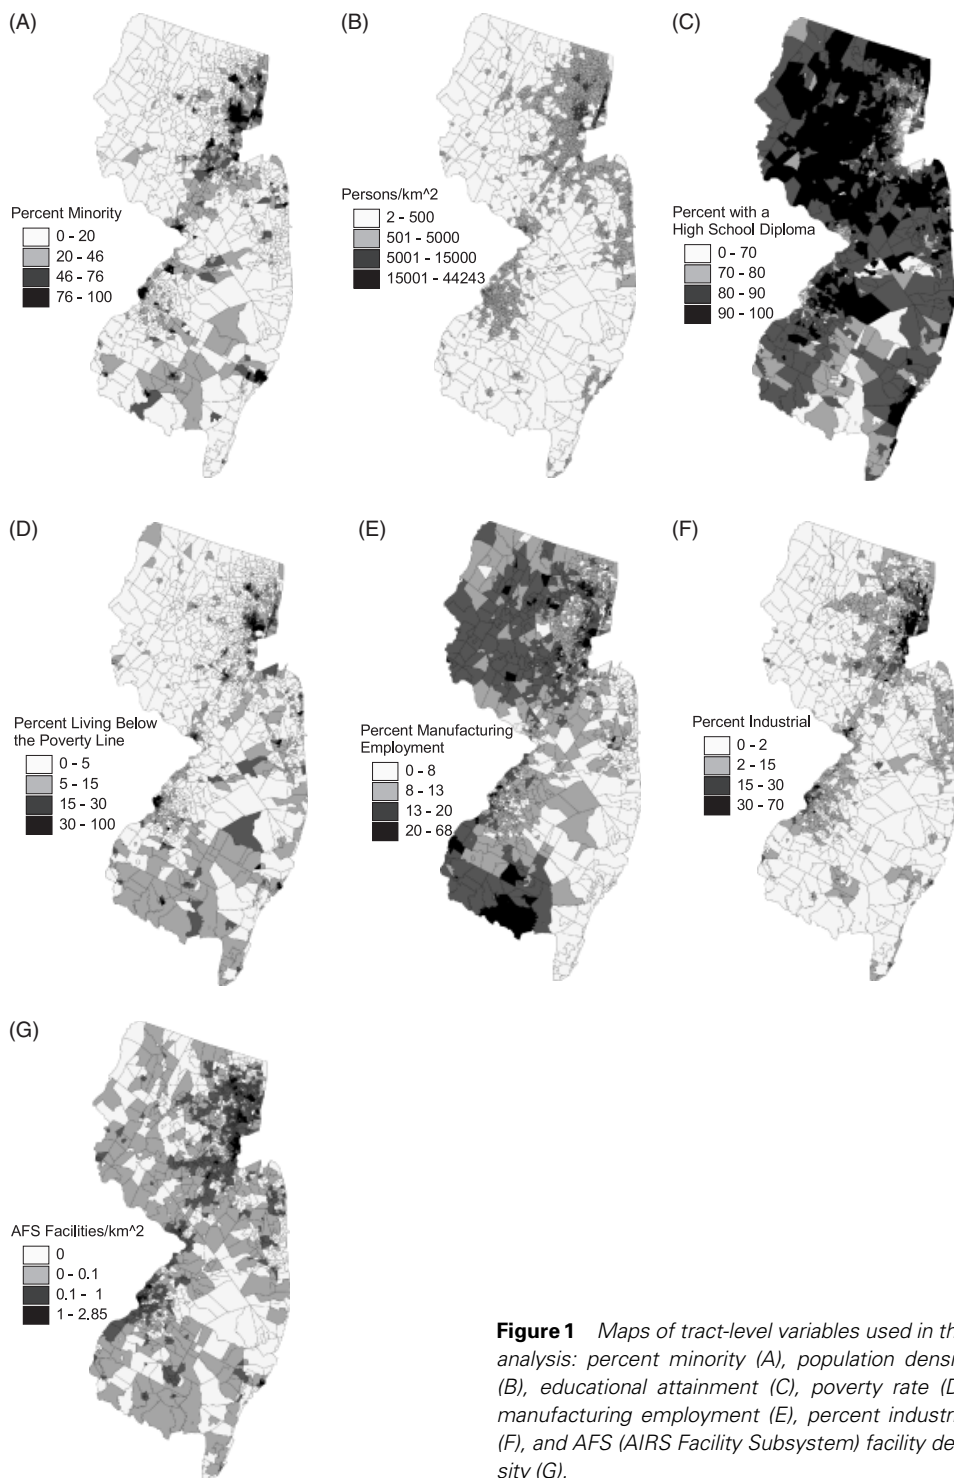 (A)
Percent Minority
0 - 20
20 - 46
46 - 76
76 - 100
(B)
Persons/km^2
2 - 500
501 - 5000
5001 - 15000
15001 - 44243
(C)
Percent with a
High School Diploma
0 - 70
70 - 80
80 - 90
90 - 100
(D)
Percent Living Below
the Poverty Line
0 - 5
5 - 15
15 - 30
30 - 100
(E)
Percent Manufacturing
Employment
0 - 8
8 - 13
13 - 20
20 - 68
(F)
Percent Industrial
0 - 2
2 - 15
15 - 30
30 - 70
(G)
AFS Facilities/km^2
0
0 - 0.1
0.1 - 1
1 - 2.85
Figure 1 Maps of tract-level variables used in th
analysis: percent minority (A), population densi
(B), educational attainment (C), poverty rate (D
manufacturing employment (E), percent industri
(F), and AFS (AIRS Facility Subsystem) facility de
sity (G).